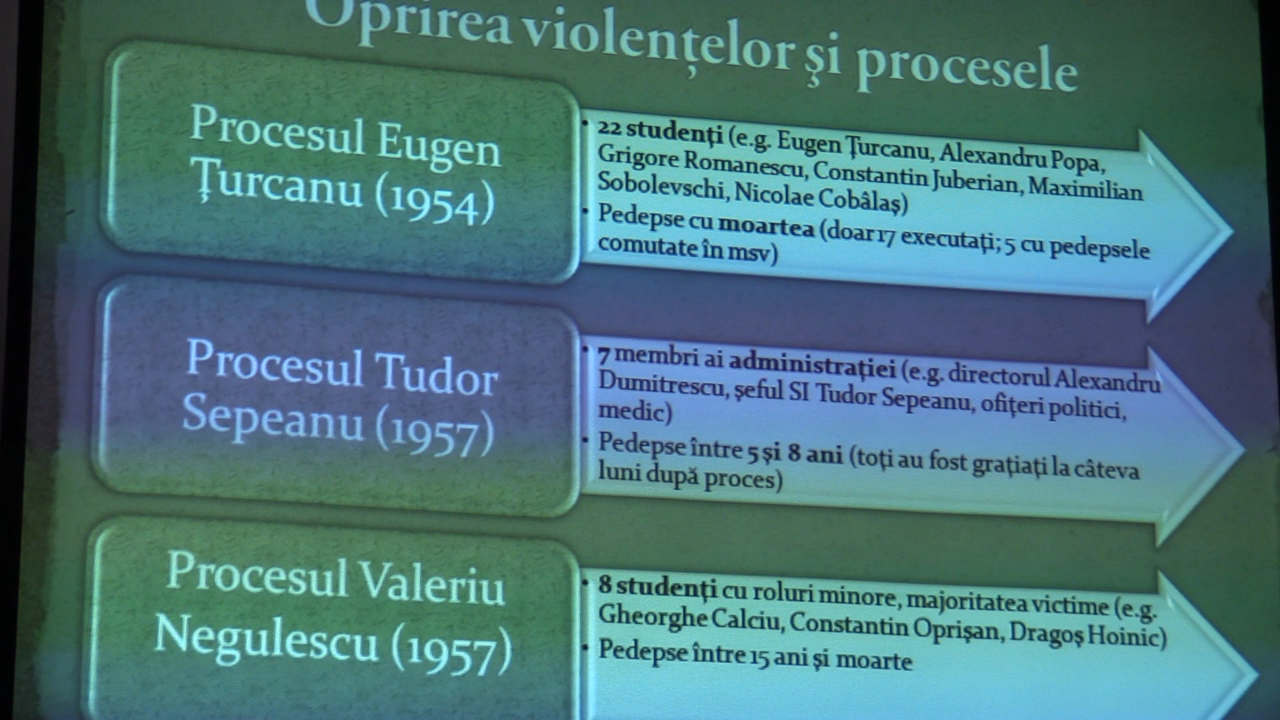 Oprirea violențelor și procesele
Procesul Eugen
Țurcanu (1954)
• 22 studenți (e.g. Eugen Țurcanu, Alexandru Popa,
Grigore Romanescu, Constantin Juberian, Maximilian
Sobolevschi, Nicolae Cobâlaș)
• Pedepse cu moartea (doar 17 executați; 5 cu pedepsele
comutate în msv)
Procesul Tudor
Sepeanu (1957)
• 7 membri ai administrației (e.g. directorul Alexandru
Dumitrescu, șeful SI Tudor Sepeanu, ofițeri politici,
medic)
• Pedepse între 5 și 8 ani (toți au fost grațiați la câteva
luni după proces)
Procesul Valeriu
Negulescu (1957)
• 8 studenți cu roluri minore, majoritatea victime (e.g.
Gheorghe Calciu, Constantin Oprișan, Dragoș Hoinic)
• Pedepse între 15 ani și moarte